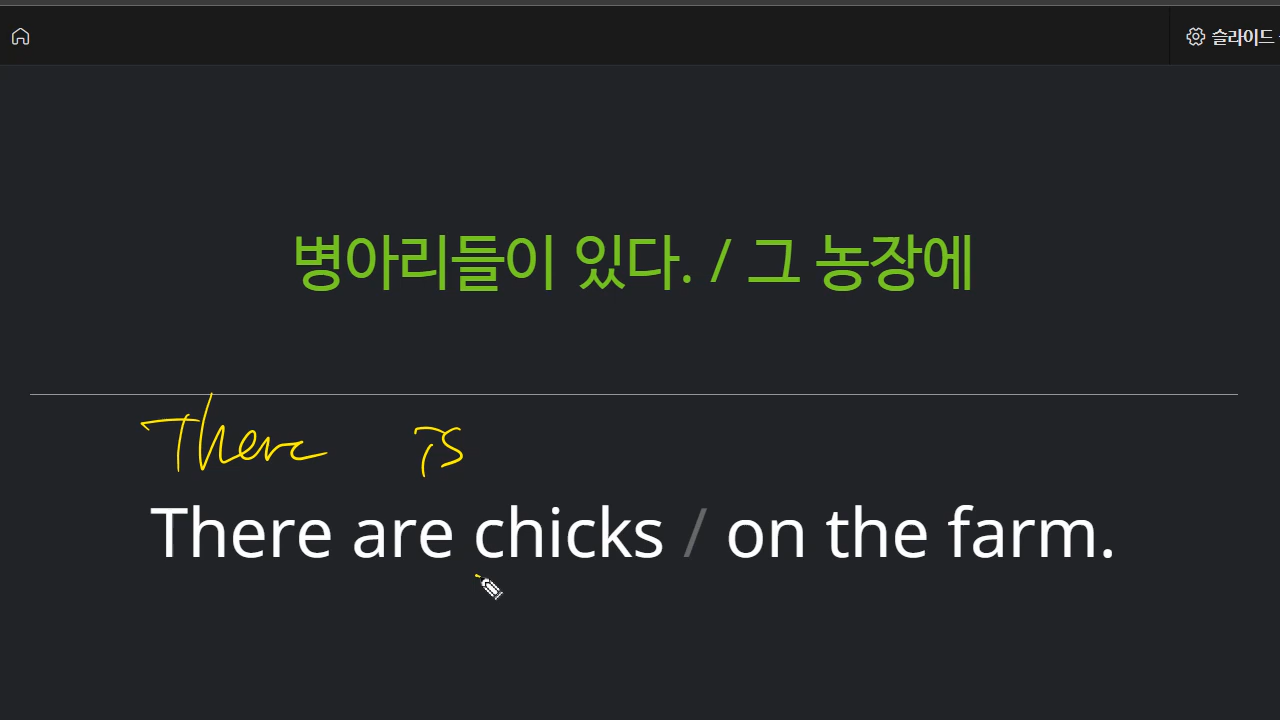 슬라이드
병아리들이 있다. / 그 농장에
There is
There are chicks / on the farm.